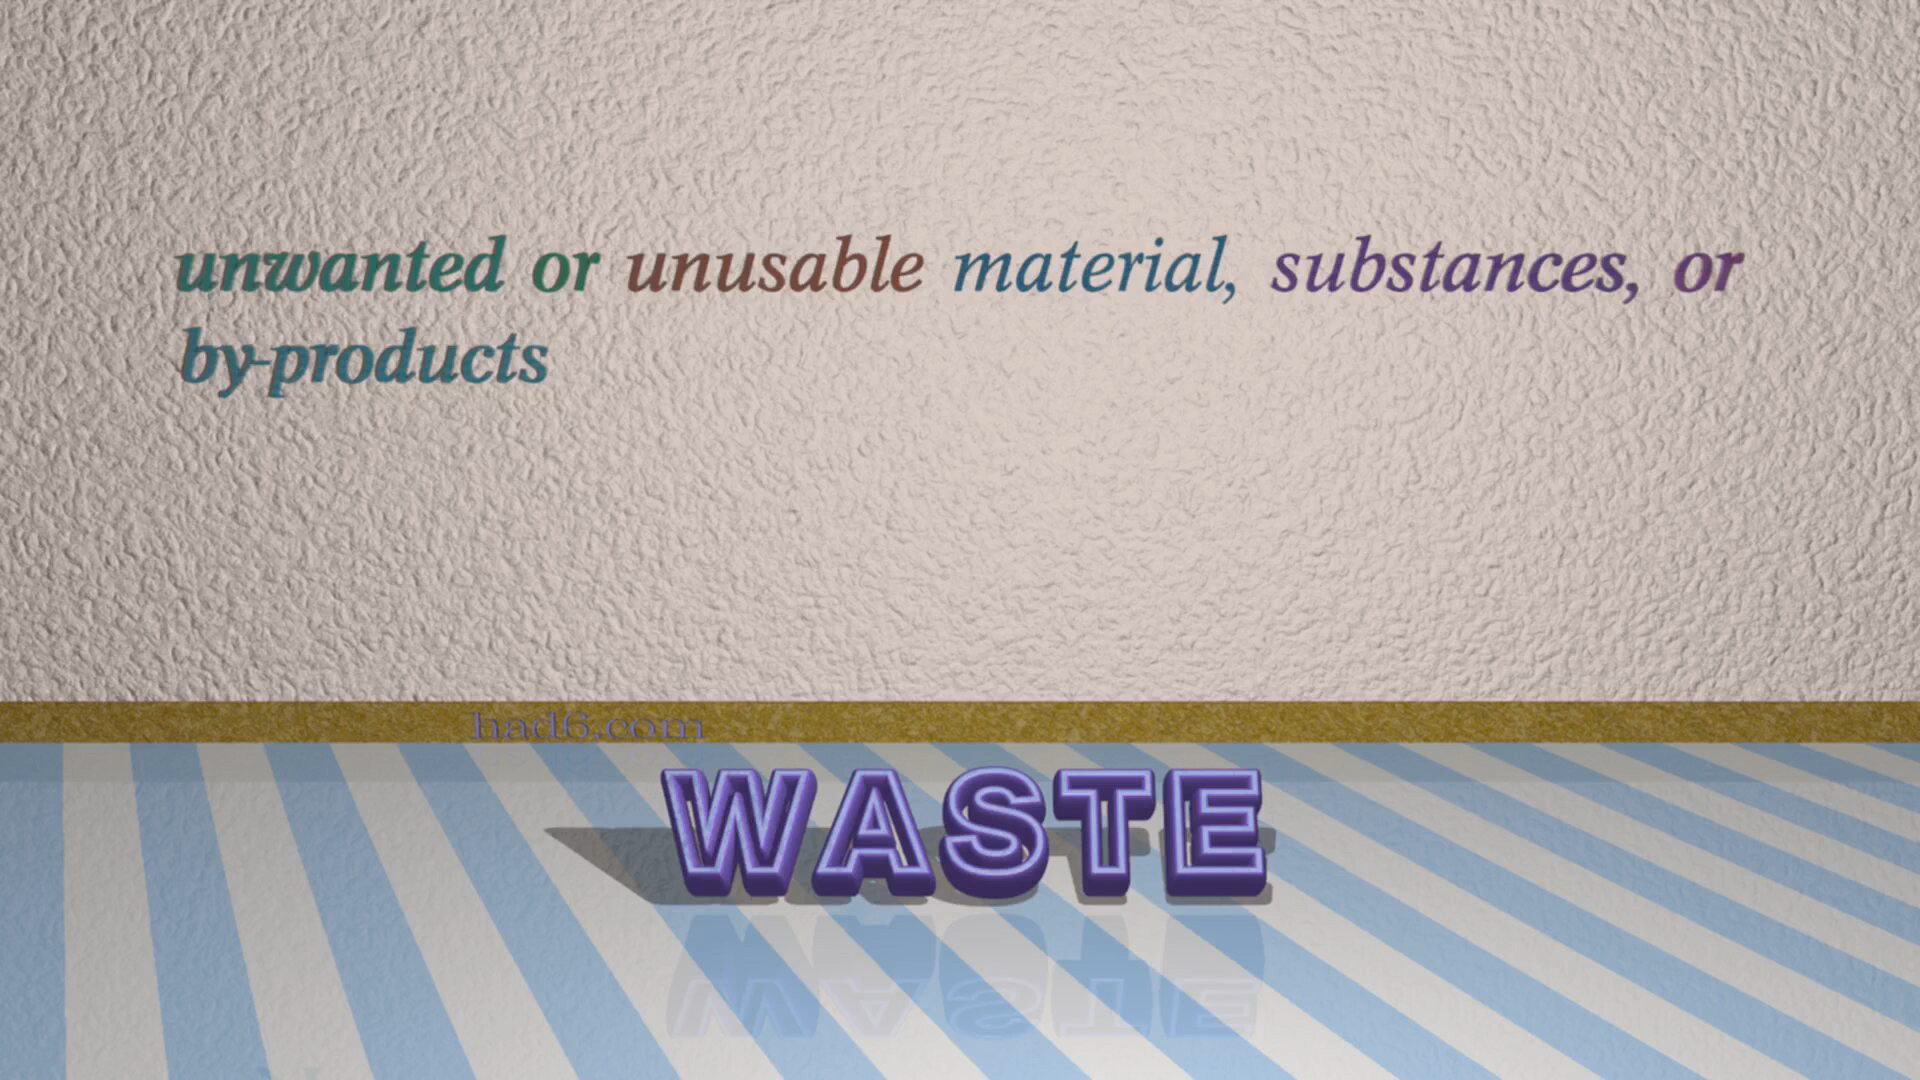 unwanted or unusable material, substances, or
by-products
had6.com
WASTE